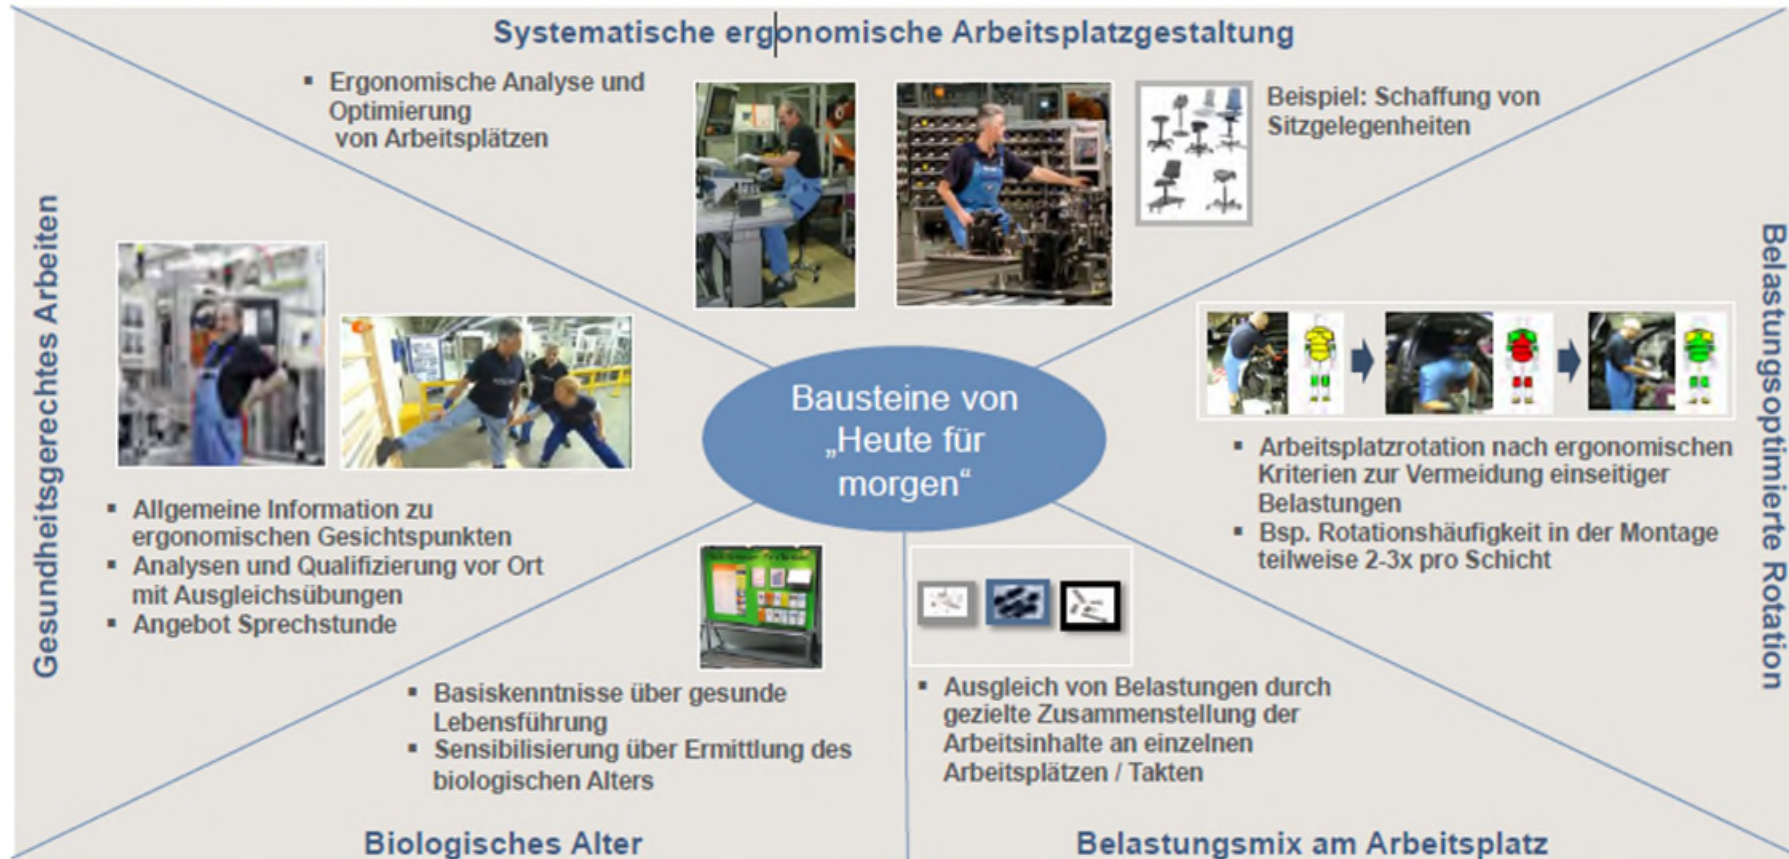 Systematische ergonomische Arbeitsplatzgestaltung
▪ Ergonomische Analyse und
Optimierung
von Arbeitsplätzen
Beispiel: Schaffung von
Sitzgelegenheiten
Gesundheitsgerechtes Arbeiten
▪ Allgemeine Information zu
ergonomischen Gesichtspunkten
▪ Analysen und Qualifizierung vor Ort
mit Ausgleichsübungen
▪ Angebot Sprechstunde
Bausteine von
„Heute für
morgen“
Belastungsoptimierte Rotation
▪ Arbeitsplatzrotation nach ergonomischen
Kriterien zur Vermeidung einseitiger
Belastungen
▪ Bsp. Rotationshäufigkeit in der Montage
teilweise 2-3x pro Schicht
▪ Basiskenntnisse über gesunde
Lebensführung
▪ Sensibilisierung über Ermittlung des
biologischen Alters
Biologisches Alter
▪ Ausgleich von Belastungen durch
gezielte Zusammenstellung der
Arbeitsinhalte an einzelnen
Arbeitsplätzen / Takten
Belastungsmix am Arbeitsplatz